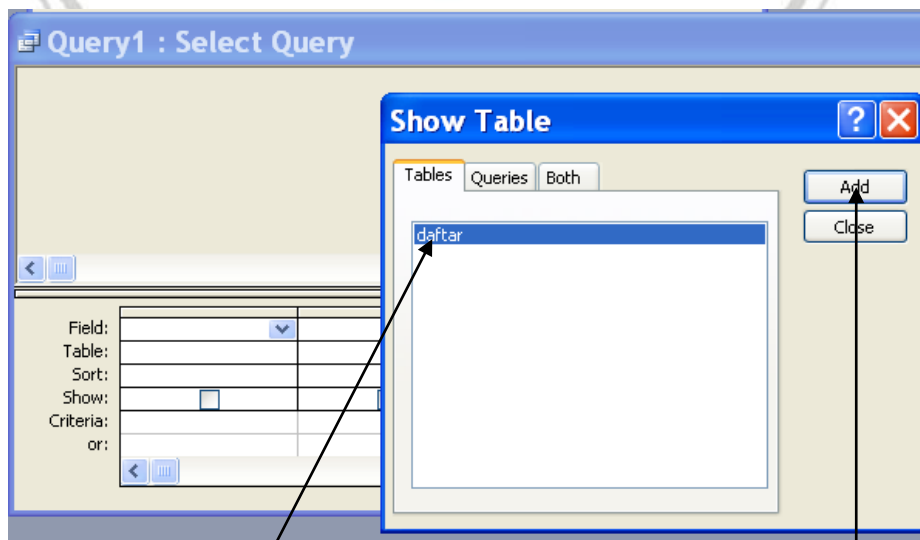 Query1 : Select Query
Show Table
Tables Queries Both
Add
daftar
Close
Field:
Table:
Sort:
Show:
Criteria:
or: